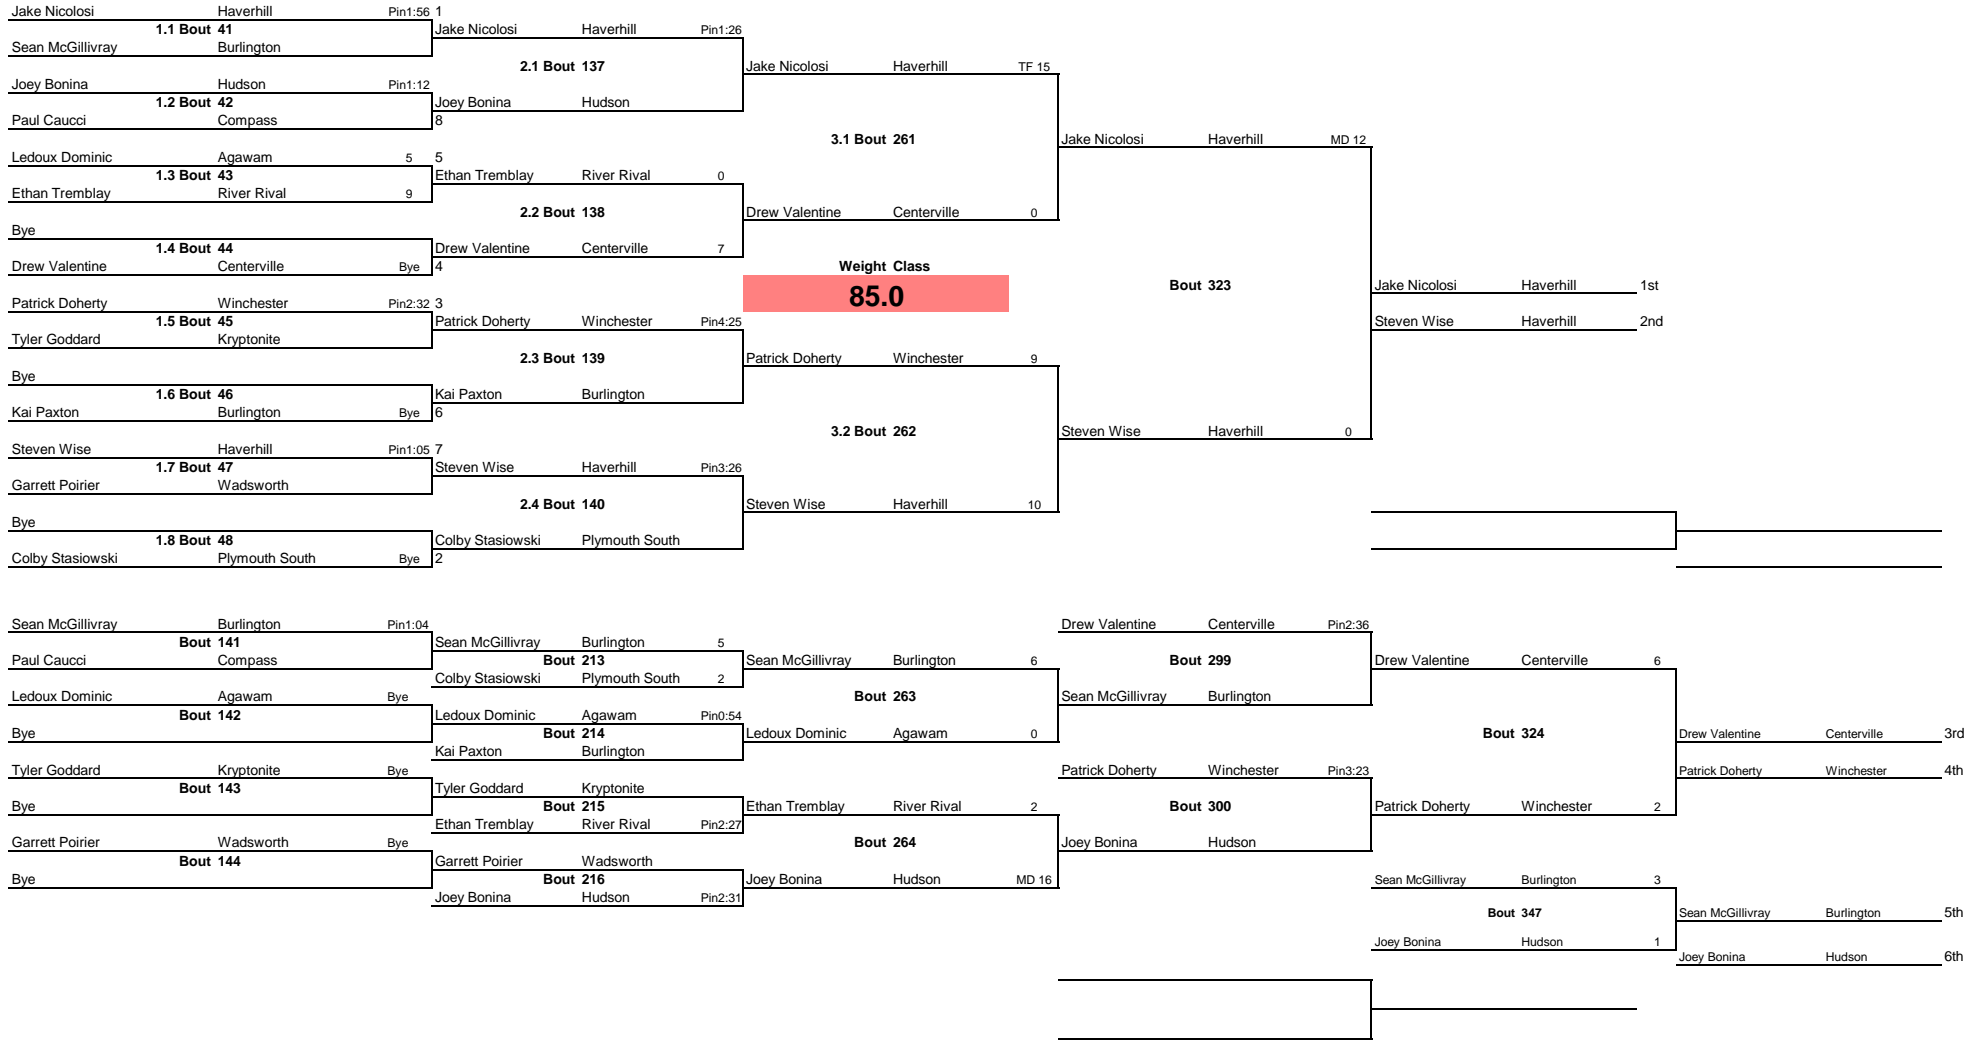 Jake Nicolosi Haverhill Pin1:56 1
1.1 Bout 41 Jake Nicolosi Haverhill Pin1:26
Sean McGillivray Burlington
2.1 Bout 137 Jake Nicolosi Haverhill TF 15
Joey Bonina Hudson Pin1:12
1.2 Bout 42 Joey Bonina Hudson
Paul Caucci Compass 8
3.1 Bout 261 Jake Nicolosi Haverhill MD 12
Ledoux Dominic Agawam 5 5
1.3 Bout 43 Ethan Tremblay River Rival 0
Ethan Tremblay River Rival 9
2.2 Bout 138 Drew Valentine Centerville 0
Bye
1.4 Bout 44 Drew Valentine Centerville 7
Drew Valentine Centerville Bye 4 Weight Class
Bout 323 Jake Nicolosi Haverhill 1st
85.0
Patrick Doherty Winchester Pin2:32 3
1.5 Bout 45 Patrick Doherty Winchester Pin4:25 Steven Wise Haverhill 2nd
Tyler Goddard Kryptonite
2.3 Bout 139 Patrick Doherty Winchester 9
Bye
1.6 Bout 46 Kai Paxton Burlington
Kai Paxton Burlington Bye 6
3.2 Bout 262 Steven Wise Haverhill 0
Steven Wise Haverhill Pin1:05 7
1.7 Bout 47 Steven Wise Haverhill Pin3:26
Garrett Poirier Wadsworth
2.4 Bout 140 Steven Wise Haverhill 10
Bye
1.8 Bout 48 Colby Stasiowski Plymouth South
Colby Stasiowski Plymouth South Bye 2
Sean McGillivray Burlington Pin1:04 Drew Valentine Centerville Pin2:36
Bout 141 Sean McGillivray Burlington 5
Paul Caucci Compass Bout 213 Sean McGillivray Burlington 6 Bout 299 Drew Valentine Centerville 6
Colby Stasiowski Plymouth South 2
Ledoux Dominic Agawam Bye Bout 263 Sean McGillivray Burlington
Bout 142 Ledoux Dominic Agawam Pin0:54
Bye Bout 214 Ledoux Dominic Agawam 0 Bout 324 Drew Valentine Centerville 3rd
Kai Paxton Burlington
Tyler Goddard Kryptonite Bye Patrick Doherty Winchester Pin3:23 Patrick Doherty Winchester 4th
Bout 143 Tyler Goddard Kryptonite
Bye Bout 215 Ethan Tremblay River Rival 2 Bout 300 Patrick Doherty Winchester 2
Ethan Tremblay River Rival Pin2:27
Garrett Poirier Wadsworth Bye Bout 264 Joey Bonina Hudson
Bout 144 Garrett Poirier Wadsworth
Bye Bout 216 Joey Bonina Hudson MD 16 Sean McGillivray Burlington 3
Joey Bonina Hudson Pin2:31
Bout 347 Sean McGillivray Burlington 5th
Joey Bonina Hudson 1
Joey Bonina Hudson 6th